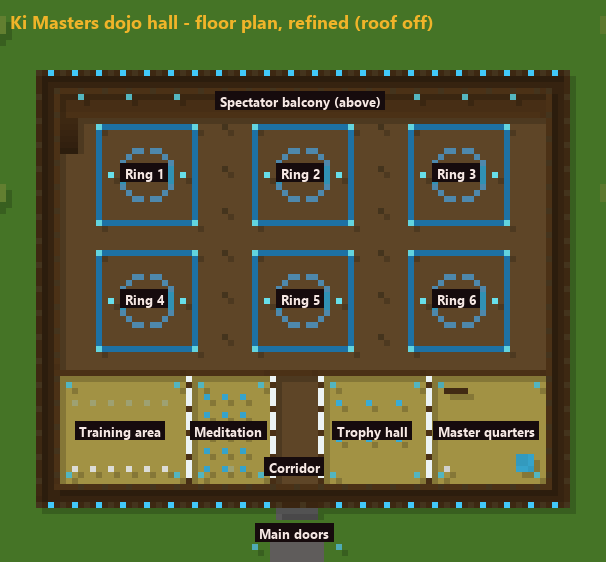 Ki Masters dojo hall - floor plan, refined (roof off)
Spectator balcony (above)
Ring 1
Ring 2
Ring 3
Ring 4
Ring 5
Ring 6
Training area
Meditation
Trophy hall
Master quarters
Corridor
Main doors